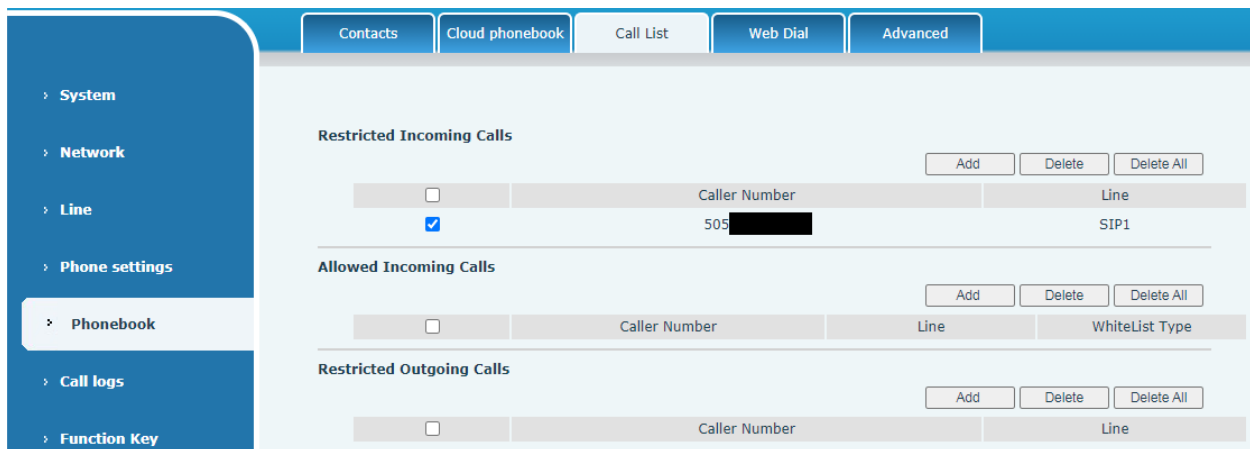 Contacts Cloud phonebook Call List Web Dial Advanced
System
Network
Line
Phone settings
Phonebook
Call logs
Function Key
Restricted Incoming Calls
Add Delete Delete All
Caller Number Line
505 SIP1
Allowed Incoming Calls
Add Delete Delete All
Caller Number Line WhiteList Type
Restricted Outgoing Calls
Add Delete Delete All
Caller Number Line